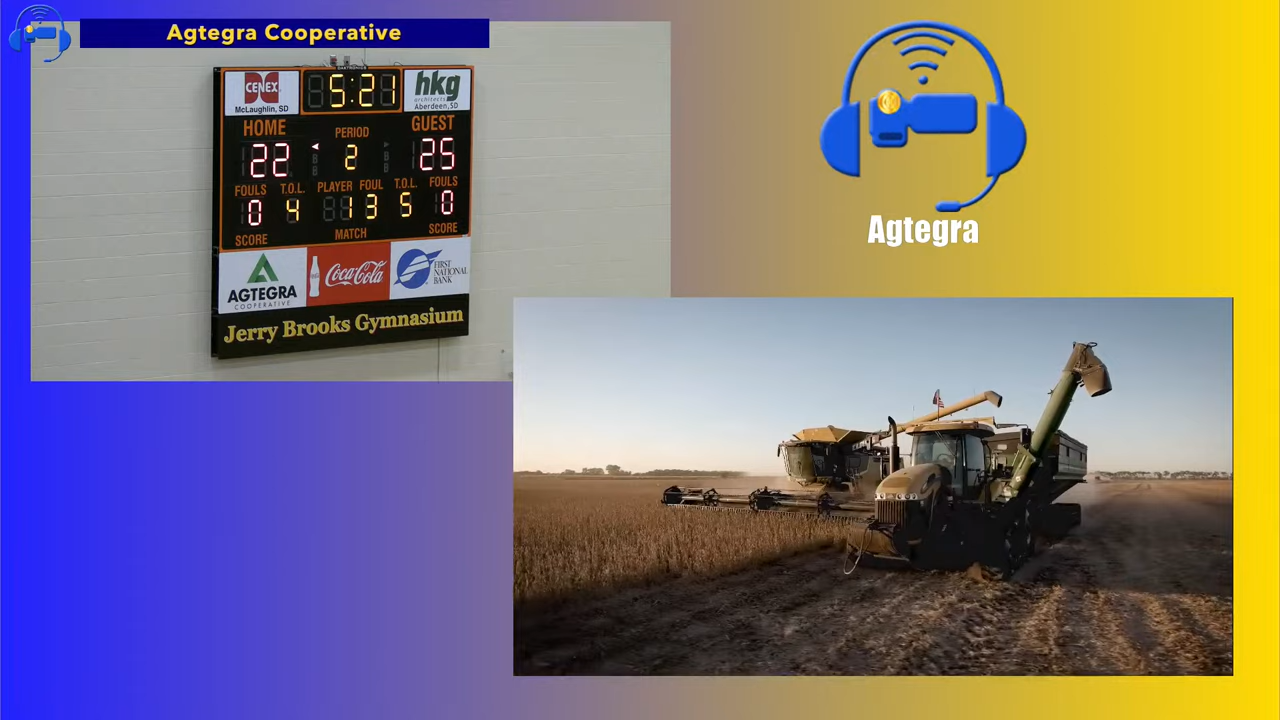 Agtegra Cooperative
CENEX
McLaughlin, SD
5:21
hkg
architects
Aberdeen, SD
HOME
PERIOD
GUEST
22
2
25
FOULS T.O.L. PLAYER FOUL T.O.L. FOULS
0 4 1 3 5 0
SCORE MATCH SCORE
AGTEGRA
COOPERATIVE
Coca-Cola
FIRST
NATIONAL
BANK
Jerry Brooks Gymnasium
Agtegra